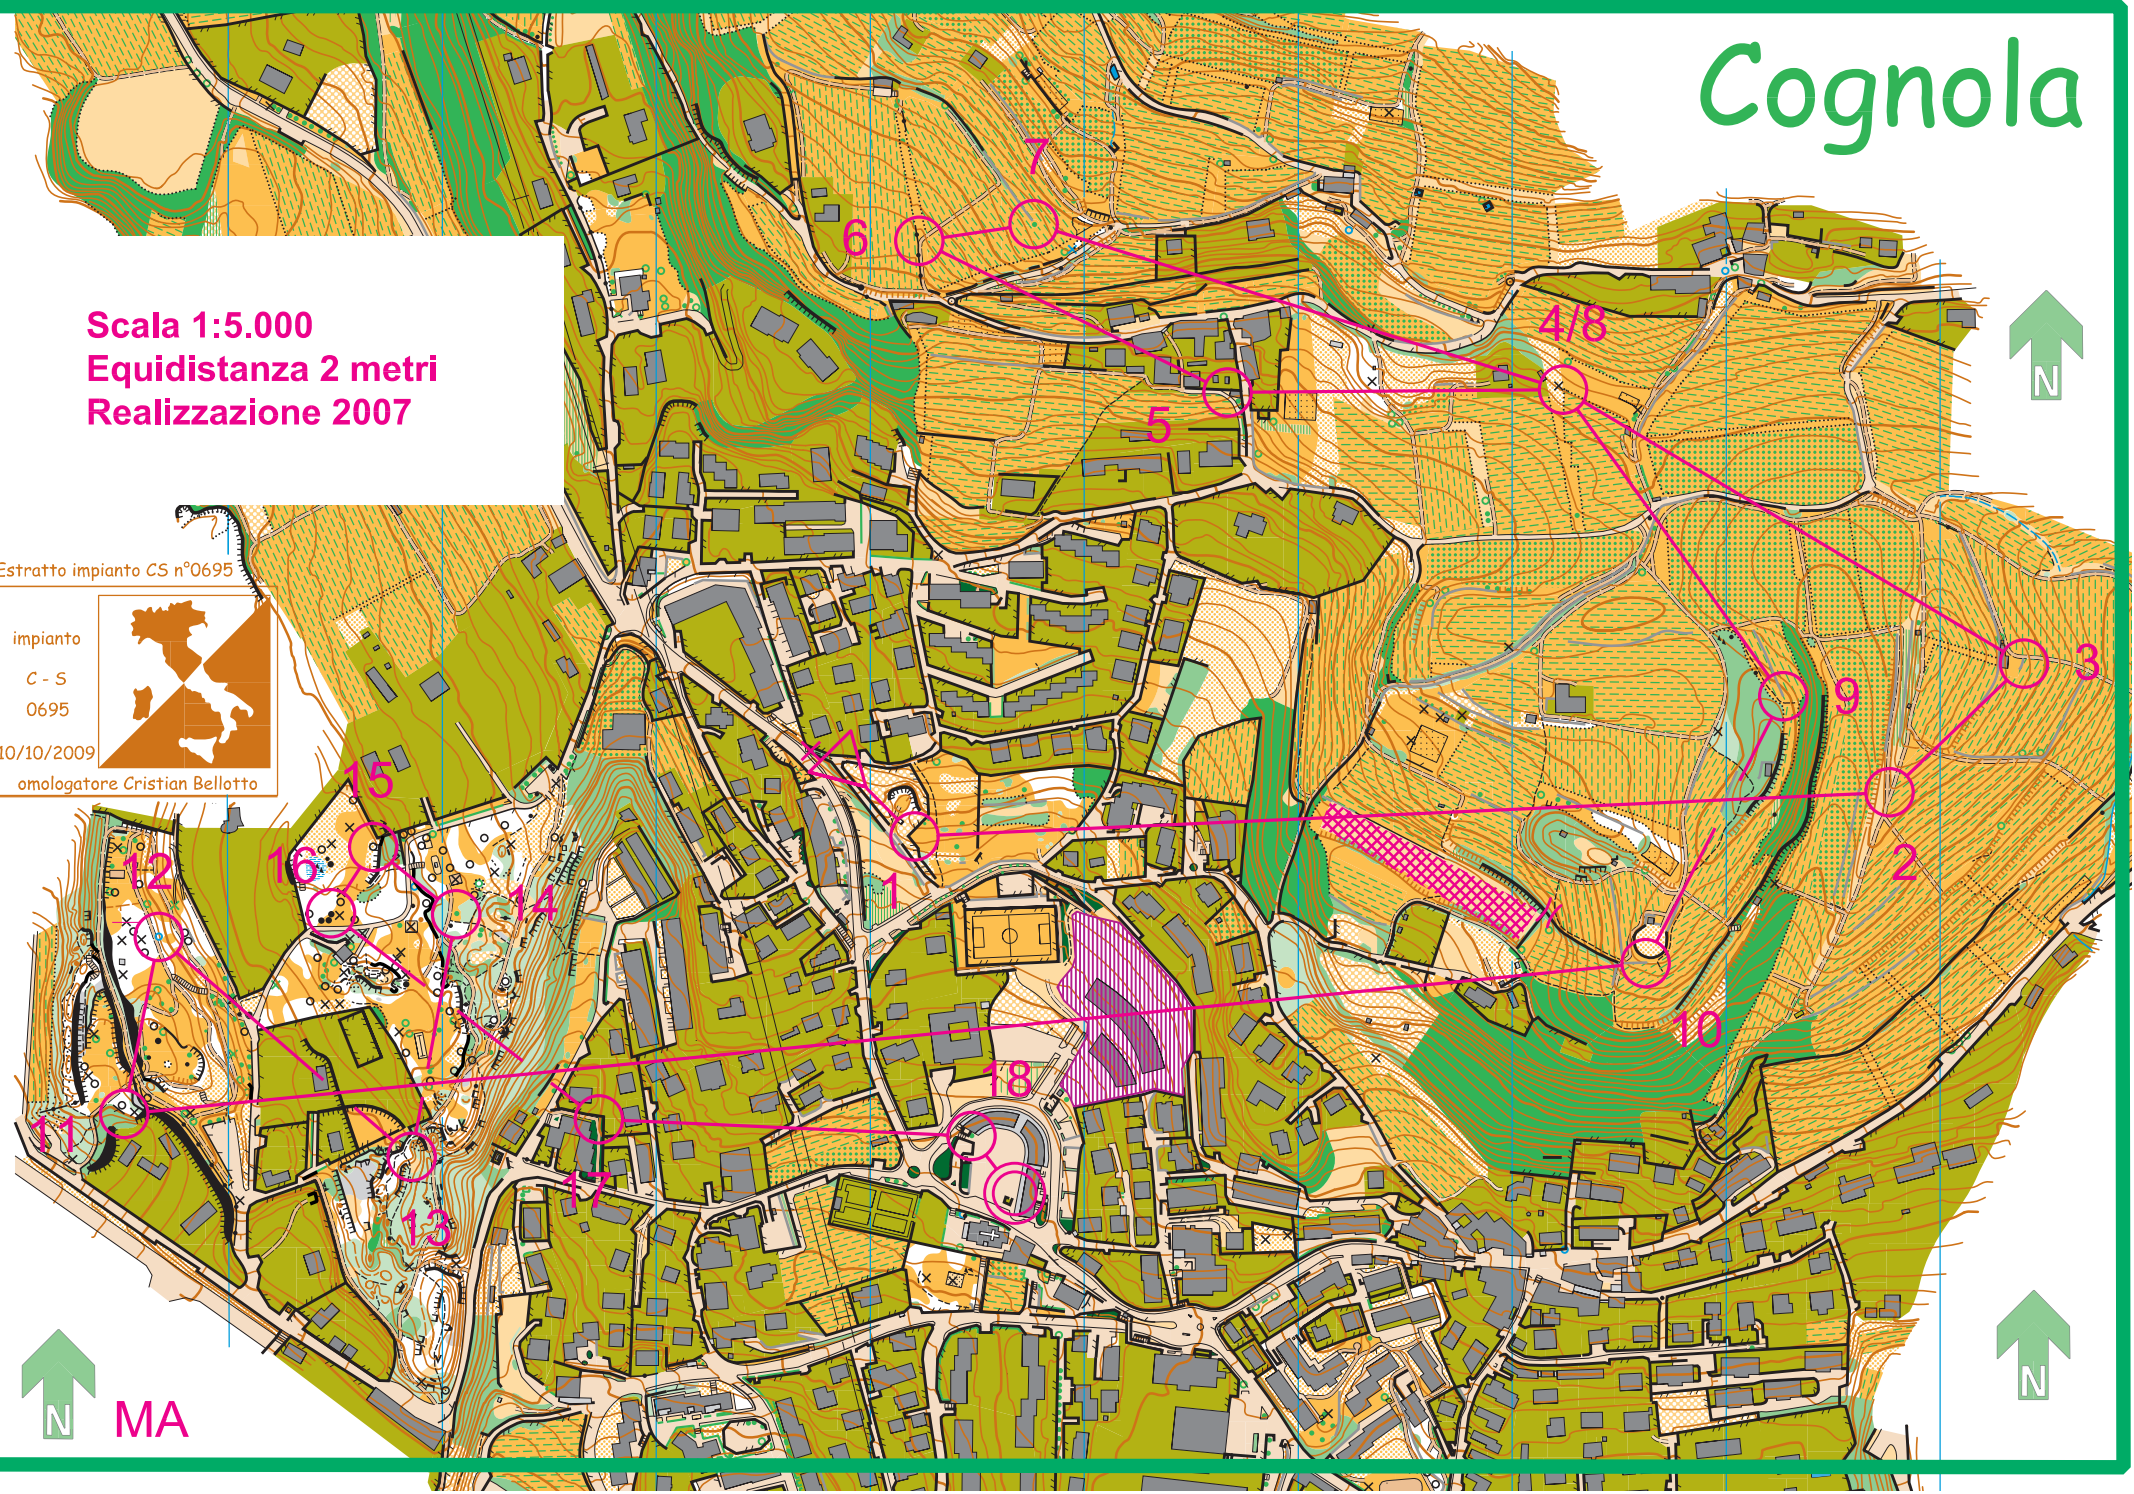 Cognola
7
6
4/8
Scala 1:5.000
Equidistanza 2 metri
Realizzazione 2007
N
5
Estratto impianto CS n°0695
impianto
C - S
0695
10/10/2009
omologatore Cristian Bellotto
3
9
15
16
12
14
1
2
10
18
11
17
13
N
N
MA